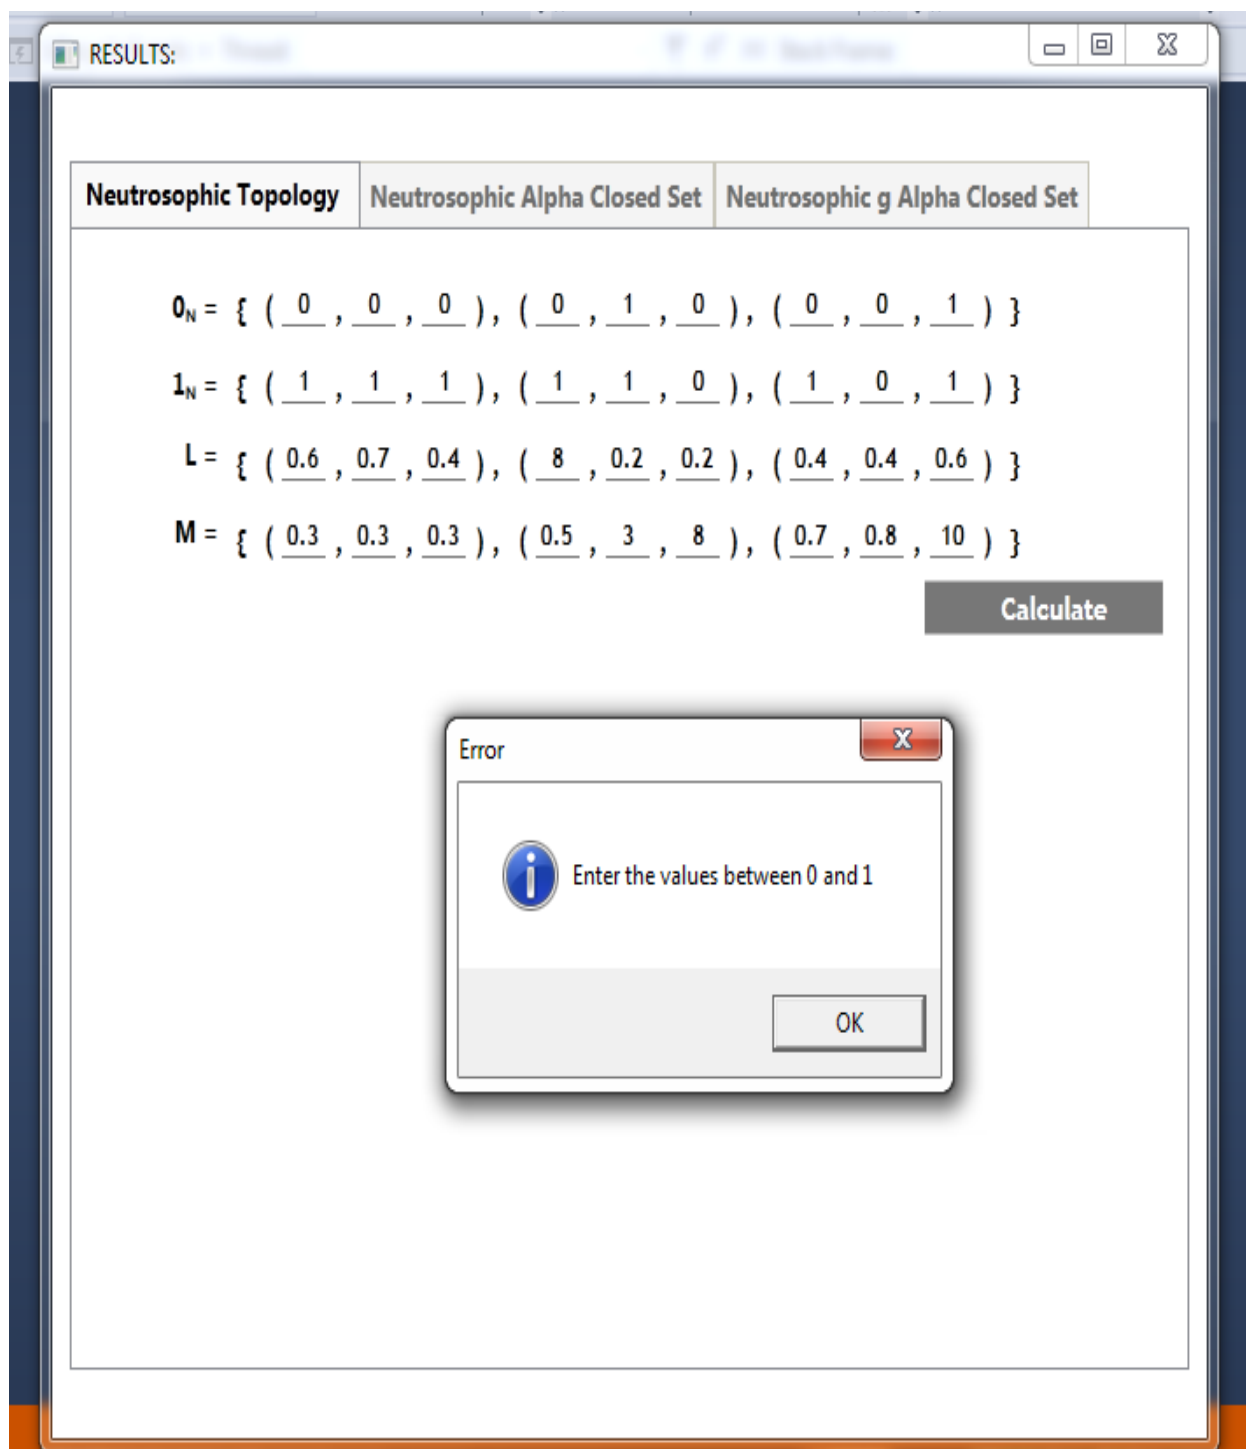 RESULTS:
Neutrosophic Topology Neutrosophic Alpha Closed Set Neutrosophic g Alpha Closed Set
0N = { ( 0 , 0 , 0 ), ( 0 , 1 , 0 ), ( 0 , 0 , 1 ) }
1N = { ( 1 , 1 , 1 ), ( 1 , 1 , 0 ), ( 1 , 0 , 1 ) }
L = { ( 0.6 , 0.7 , 0.4 ), ( 8 , 0.2 , 0.2 ), ( 0.4 , 0.4 , 0.6 ) }
M = { ( 0.3 , 0.3 , 0.3 ), ( 0.5 , 3 , 8 ), ( 0.7 , 0.8 , 10 ) }
Calculate
Error
Enter the values between 0 and 1
OK